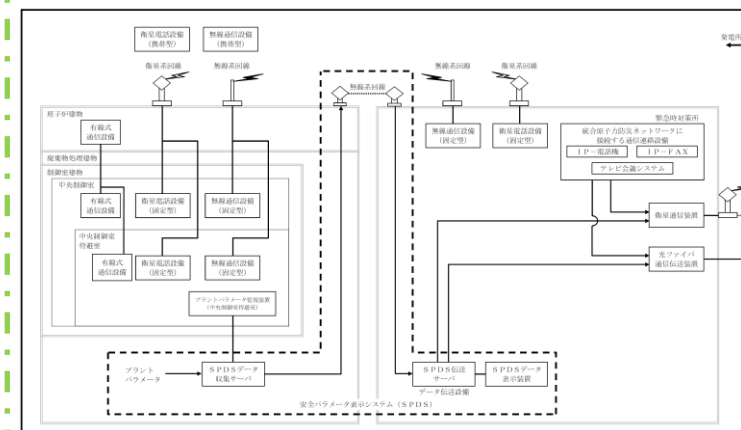 衛星電話設備
(携帯型)
無線通信設備
(携帯型)
発電所
衛星系回線
無線系回線
無線系回線
無線系回線
衛星系回線
原子炉建物
有線式
通信設備
廃棄物処理建物
制御室建物
中央制御室
有線式
通信設備
衛星電話設備
(固定型)
無線通信設備
(固定型)
中央制御室
待避室
有線式
通信設備
衛星電話設備
(固定型)
無線通信設備
(固定型)
プラントパラメータ監視装置
(中央制御室待避室)
プラント
パラメータ
SPDSデータ
収集サーバ
無線通信設備
(固定型)
衛星電話設備
(固定型)
緊急時対策所
統合原子力防災ネットワークに
接続する通信連絡設備
IP-電話機
IP-FAX
テレビ会議システム
衛星通信装置
光ファイバ
通信伝送装置
SPDS伝送
サーバ
SPDSデータ
表示装置
データ伝送設備
安全パラメータ表示システム(SPDS)